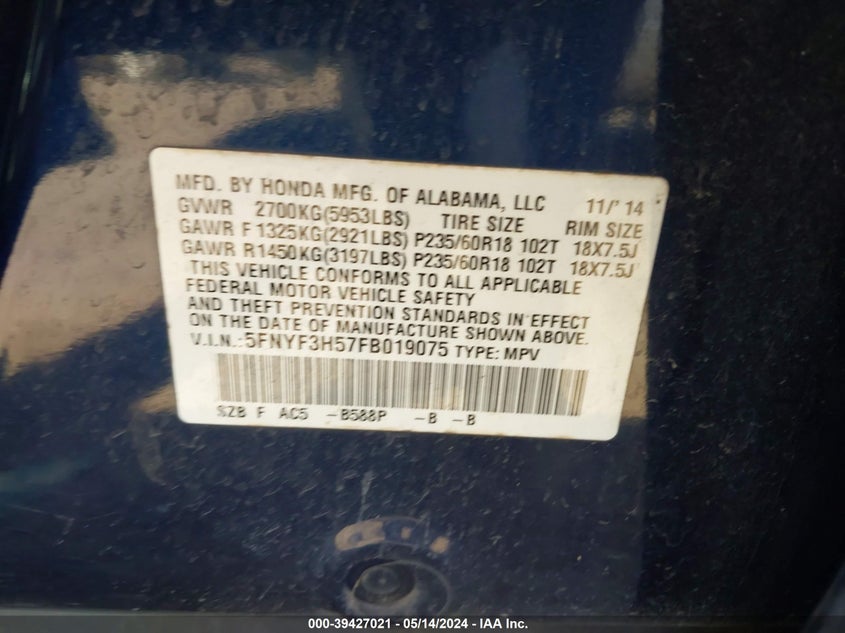 MFD. BY HONDA MFG. OF ALABAMA, LLC 11/' 14
GVWR 2700KG(5953LBS) TIRE SIZE RIM SIZE
GAWR F 1325KG(2921LBS) P235/60R18 102T 18X7.5J
GAWR R1450KG(3197LBS) P235/60R18 102T 18X7.5J
THIS VEHICLE CONFORMS TO ALL APPLICABLE
FEDERAL MOTOR VEHICLE SAFETY
AND THEFT PREVENTION STANDARDS IN EFFECT
ON THE DATE OF MANUFACTURE SHOWN ABOVE.
V.I.N.:5FNYF3H57FB019075 TYPE: MPV
SZB F AC5 -B588P -B -B
000-39427021 - 05/14/2024 - IAA Inc.